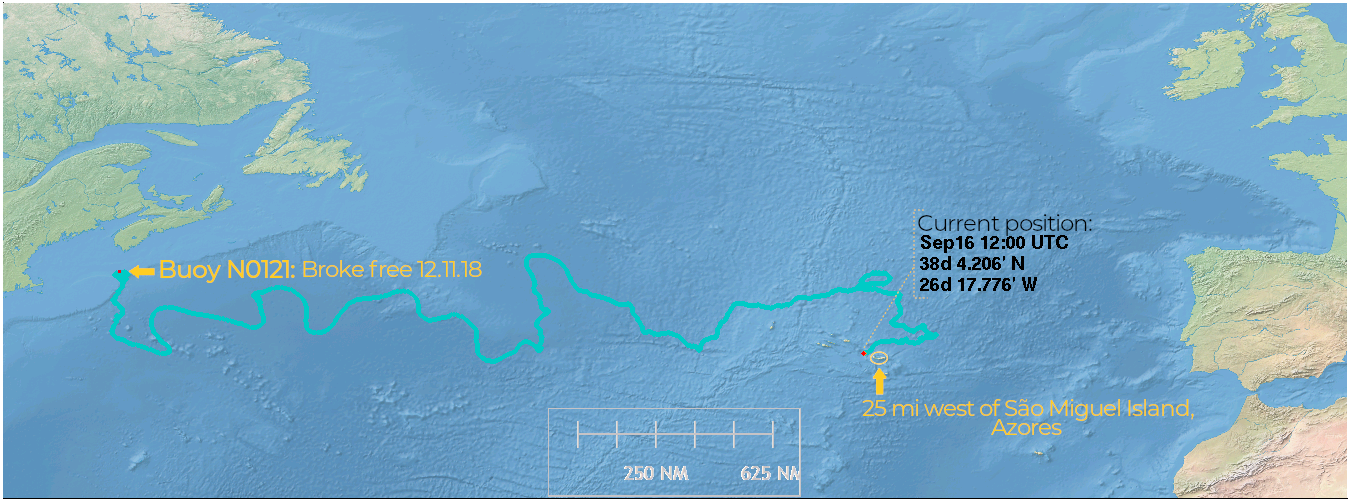 Current position:
Sep16 12:00 UTC
38d 4.206' N
26d 17.776' W
Buoy N0121: Broke free 12.11.18
25 mi west of São Miguel Island,
Azores
250 NM
625 NM